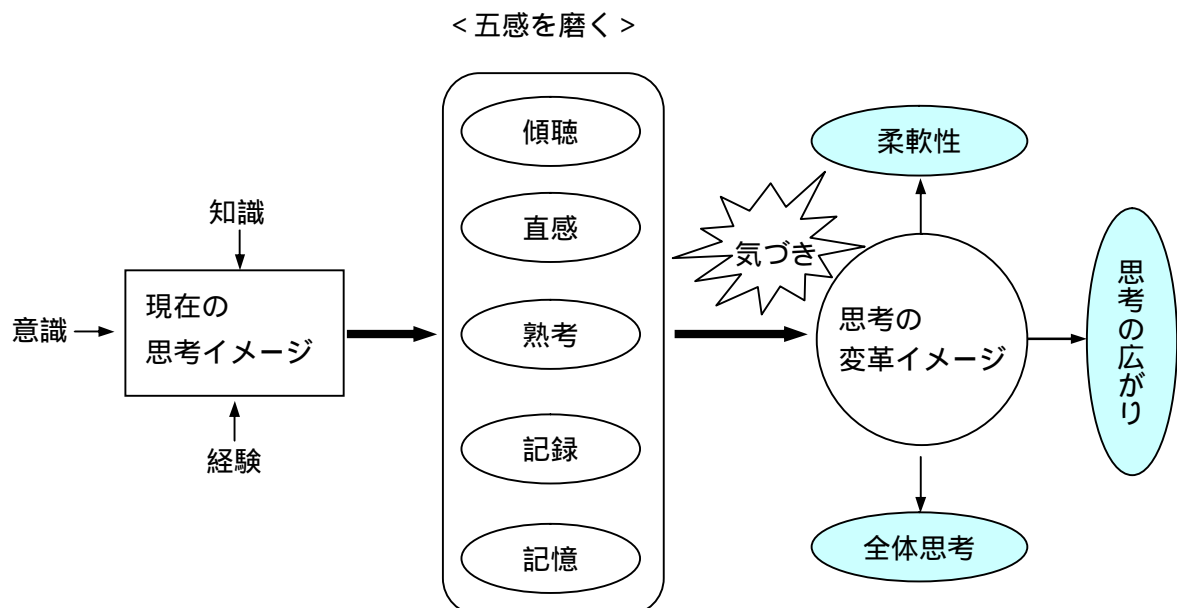 ＜五感を磨く＞
知識
意識
現在の
思考イメージ
経験
傾聴
直感
熟考
記録
記憶
気づき
思考の
変革イメージ
柔軟性
思考の広がり
全体思考